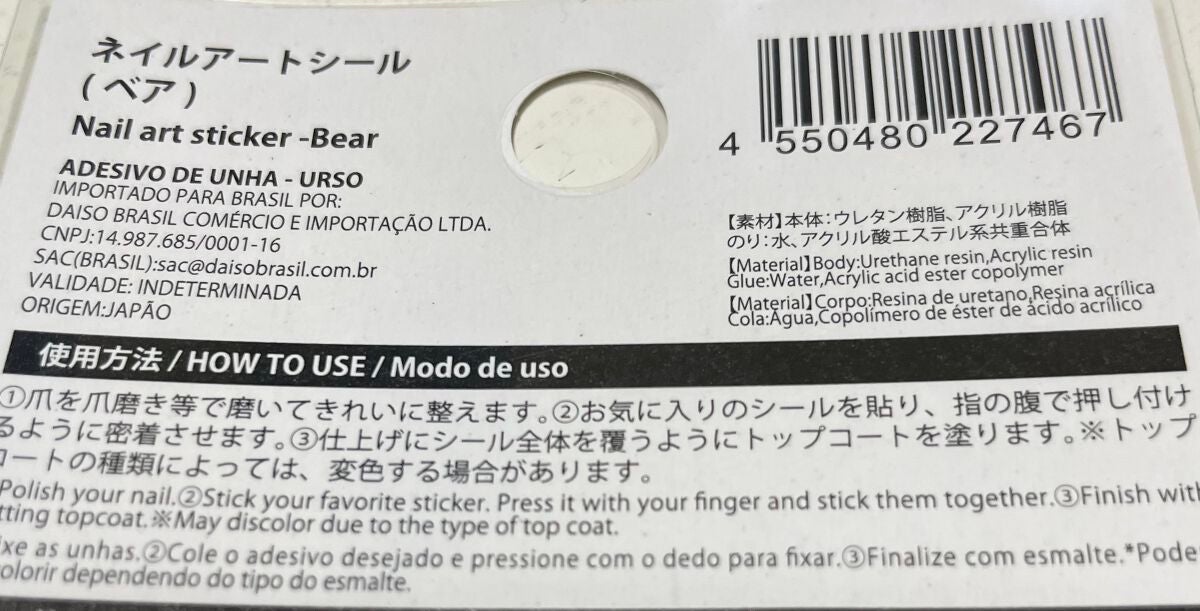 ネイルアートシール
(ベア)
Nail art sticker -Bear
ADESIVO DE UNHA - URSO
IMPORTADO PARA BRASIL POR:
DAISO BRASIL COMÉRCIO E IMPORTAÇÃO LTDA.
CNPJ:14.987.685/0001-16
SAC(BRASIL):sac@daisobrasil.com.br
VALIDADE: INDETERMINADA
ORIGEM:JAPÃO
4 550480 227467
【素材】本体:ウレタン樹脂、アクリル樹脂
のり:水、アクリル酸エステル系共重合体
【Material】Body:Urethane resin,Acrylic resin
Glue:Water,Acrylic acid ester copolymer
【Material】Corpo:Resina de uretano,Resina acrílica
Cola:Água,Copolímero de éster de ácido acrílico
使用方法 / HOW TO USE / Modo de uso
①爪を爪磨き等で磨いてきれいに整えます。②お気に入りのシールを貼り、指の腹で押し付け
るように密着させます。③仕上げにシール全体を覆うようにトップコートを塗ります。※トップ
コートの種類によっては、変色する場合があります。
Polish your nail.②Stick your favorite sticker. Press it with your finger and stick them together.③Finish with
tting topcoat.※May discolor due to the type of top coat.
ixe as unhas.②Cole o adesivo desejado e pressione com o dedo para fixar.③Finalize com esmalte.*Pode
colorir dependendo do tipo do esmalte.